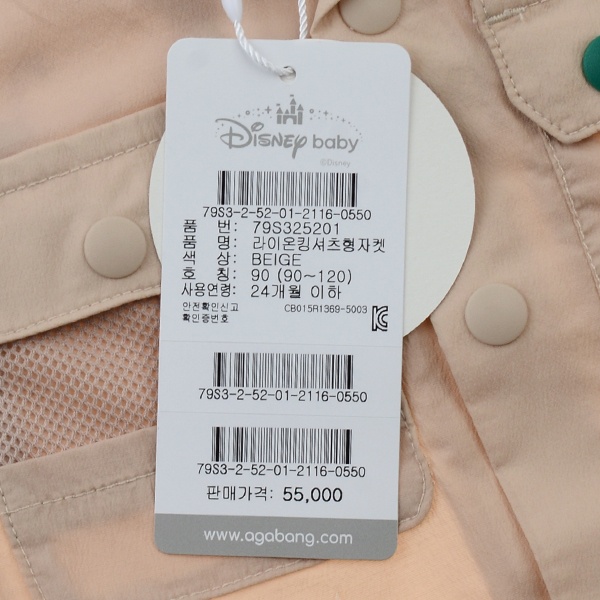 Disney baby
©Disney
79S3-2-52-01-2116-0550
품 번: 79S325201
품 명: 라이온킹셔츠형자켓
색 상: BEIGE
호 칭: 90 (90~120)
사용연령: 24개월 이하
안전확인신고
확인증번호 CB015R1369-5003
79S3-2-52-01-2116-0550
79S3-2-52-01-2116-0550
판매가격: 55,000
www.agabang.com